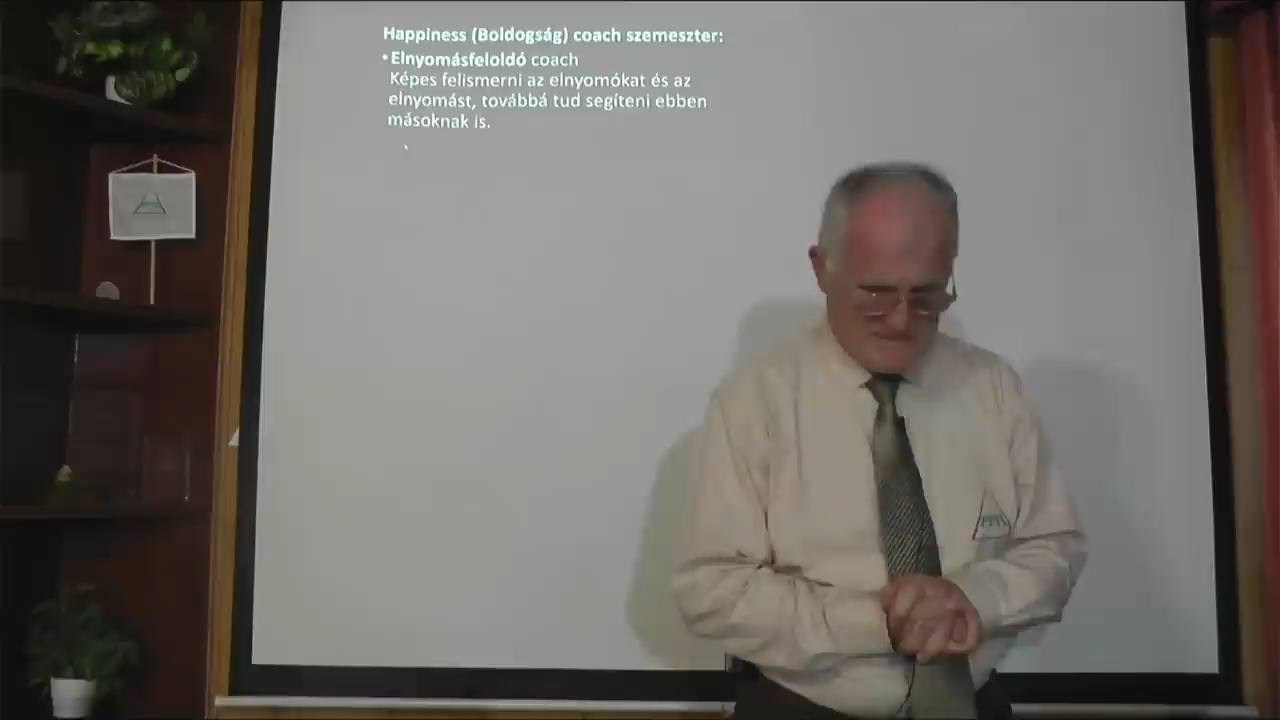 Happiness (Boldogság) coach szemeszter:
• Elnyomásfeloldó coach
Képes felismerni az elnyomókat és az
elnyomást, továbbá tud segíteni ebben
másoknak is.